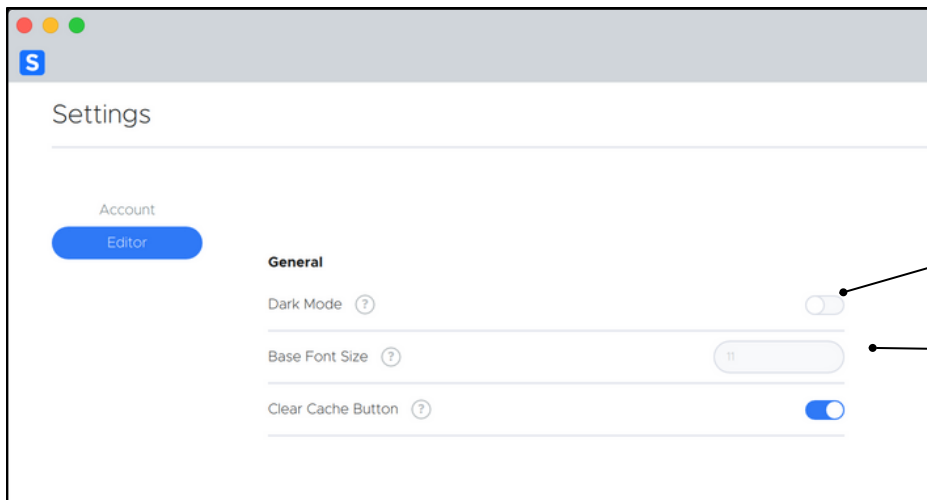 S
Settings
Account
Editor
General
Dark Mode ?
Base Font Size ? 11
Clear Cache Button ?